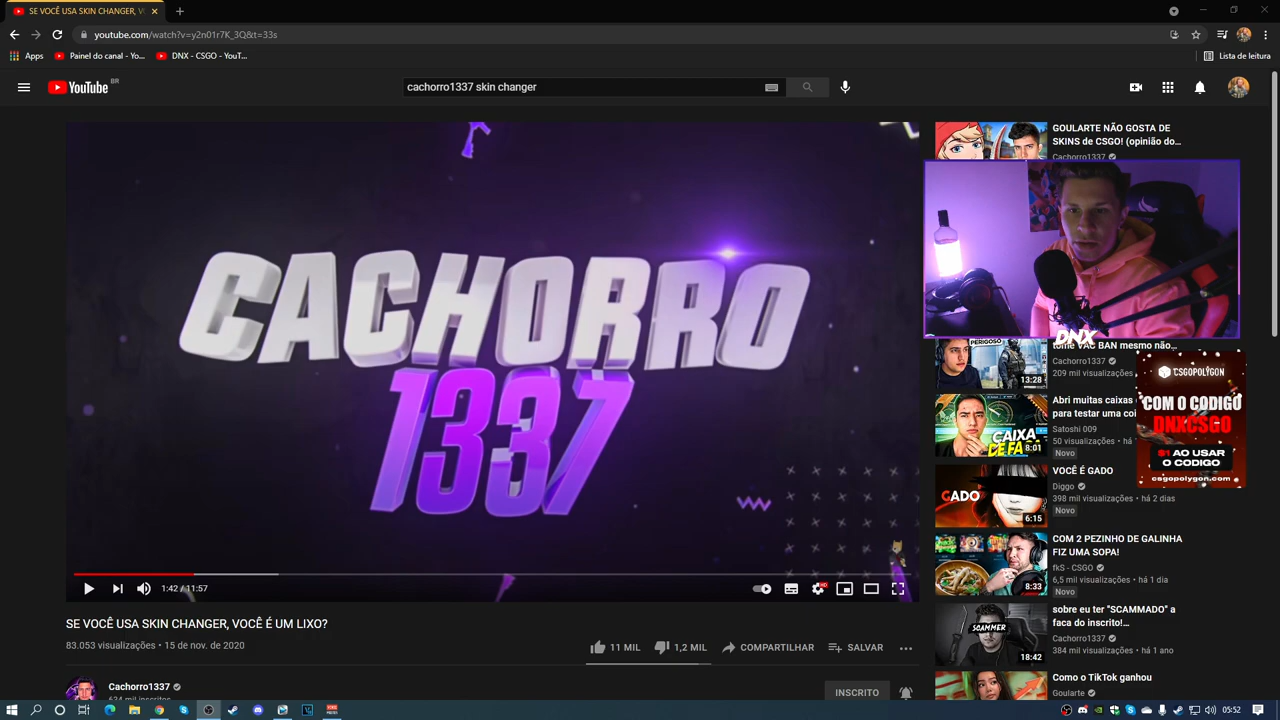 SE VOCÊ USA SKIN CHANGER, V
youtube.com/watch?v=y2n01r7K_3Q&t=33s
Apps
Painel do canal - Yo...
DNX - CSGO - YouT...
Lista de leitura
YouTube BR
cachorro1337 skin changer
CACHORRO
1337
1:42 / 11:57
SE VOCÊ USA SKIN CHANGER, VOCÊ É UM LIXO?
83.053 visualizações • 15 de nov. de 2020
11 MIL
1,2 MIL
COMPARTILHAR
SALVAR
Cachorro1337
INSCRITO
GOULARTE NÃO GOSTA DE
SKINS de CSGO! (opinião do...
Cachorro1337
DNX
tome VAC BAN mesmo não...
Cachorro1337
209 mil visualizações
PERIGOSO
13:28
CSGOPOLYGON
COM O CODIGO
DNXCSGO
$1 AO USAR
O CODIGO
csgopolygon.com
Abri muitas caixas
para testar uma coi
Satoshi 009
50 visualizações • há
Novo
CAIXA
DE FACA
8:01
VOCÊ É GADO
Diggo
398 mil visualizações • há 2 dias
Novo
GADO
6:15
COM 2 PEZINHO DE GALINHA
FIZ UMA SOPA!
fkS - CSGO
6,5 mil visualizações • há 1 dia
Novo
8:33
sobre eu ter "SCAMMADO" a
faca do inscrito!...
Cachorro1337
384 mil visualizações • há 1 ano
SCAMMER
18:42
Como o TikTok ganhou
Goularte
05:52